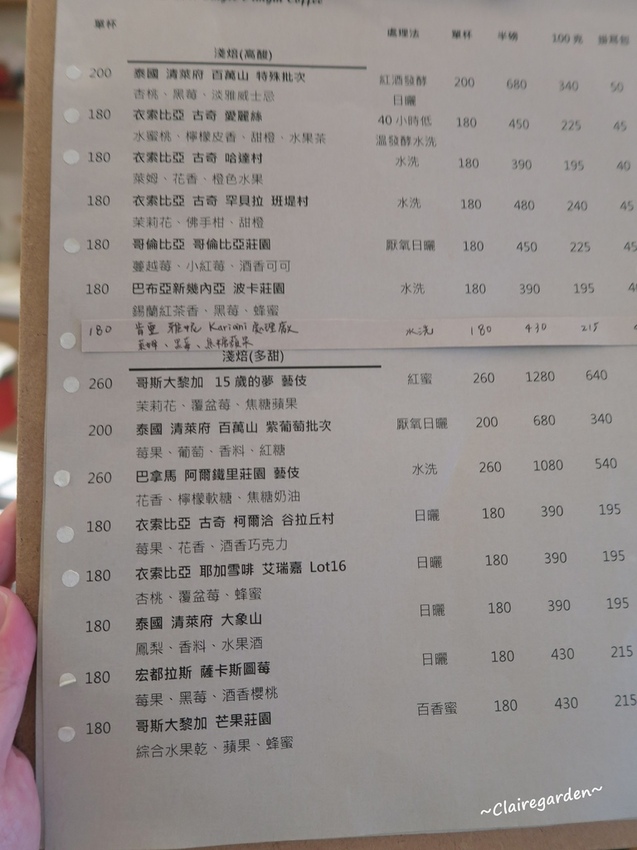 Coffee
單杯 處理法 單杯 半磅 100克
淺焙(高酸)
200 泰國 清萊府 百萬山 特殊批次 紅酒發酵 200 680 340 50
杏桃、黑莓、淡雅威士忌 日曬
180 衣索比亞 古奇 愛麗絲 40小時低 180 450 225 45
水蜜桃、檸檬皮香、甜橙、水果茶 溫發酵水洗
180 衣索比亞 古奇 哈達村 水洗 180 390 195 40
萊姆、花香、橙色水果
180 衣索比亞 古奇 罕貝拉 班堤村 水洗 180 480 240 45
茉莉花、佛手柑、甜橙
180 哥倫比亞 哥倫比亞莊園 厭氧日曬 180 450 225 45
蔓越莓、小紅莓、酒香可可
180 巴布亞新幾內亞 波卡莊園 水洗 180 390 195
錫蘭紅茶香、黑莓、蜂蜜
180 肯亞 Kariani 處理廠 水洗 180 430 215
黑莓、焦糖蘋果
淺焙(多甜)
260 哥斯大黎加 15歲的夢 藝伎 紅蜜 260 1280 640
茉莉花、覆盆莓、焦糖蘋果
200 泰國 清萊府 百萬山 紫葡萄批次 厭氧日曬 200 680 340
莓果、葡萄、香料、紅糖
260 巴拿馬 阿爾鐵里莊園 藝伎 水洗 260 1080 540
花香、檸檬軟糖、焦糖奶油
180 衣索比亞 古奇 柯爾洽 谷拉丘村 日曬 180 390 195
莓果、花香、酒香巧克力
180 衣索比亞 耶加雪啡 艾瑞嘉 Lot16 日曬 180 390 195
杏桃、覆盆莓、蜂蜜
180 泰國 清萊府 大象山 日曬 180 390 195
鳳梨、香料、水果酒
180 宏都拉斯 薩卡斯圖莓 日曬 180 430 215
莓果、黑莓、酒香櫻桃
180 哥斯大黎加 芒果莊園 百香蜜 180 430 215
綜合水果乾、蘋果、蜂蜜
~Clairegarden~